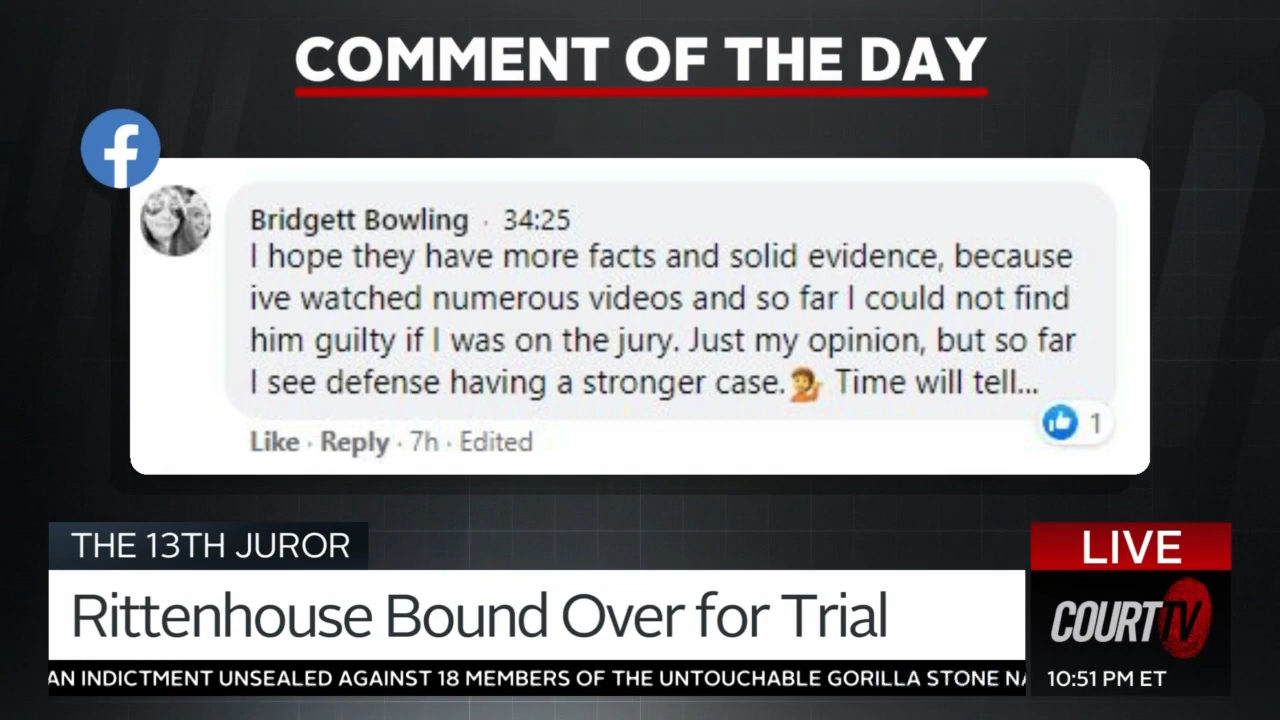 COMMENT OF THE DAY
f
Bridgett Bowling · 34:25
I hope they have more facts and solid evidence, because
ive watched numerous videos and so far I could not find
him guilty if I was on the jury. Just my opinion, but so far
I see defense having a stronger case.💁 Time will tell...
1
Like · Reply · 7h · Edited
THE 13TH JUROR
LIVE
Rittenhouse Bound Over for Trial
COURT TV
AN INDICTMENT UNSEALED AGAINST 18 MEMBERS OF THE UNTOUCHABLE GORILLA STONE
10:51 PM ET